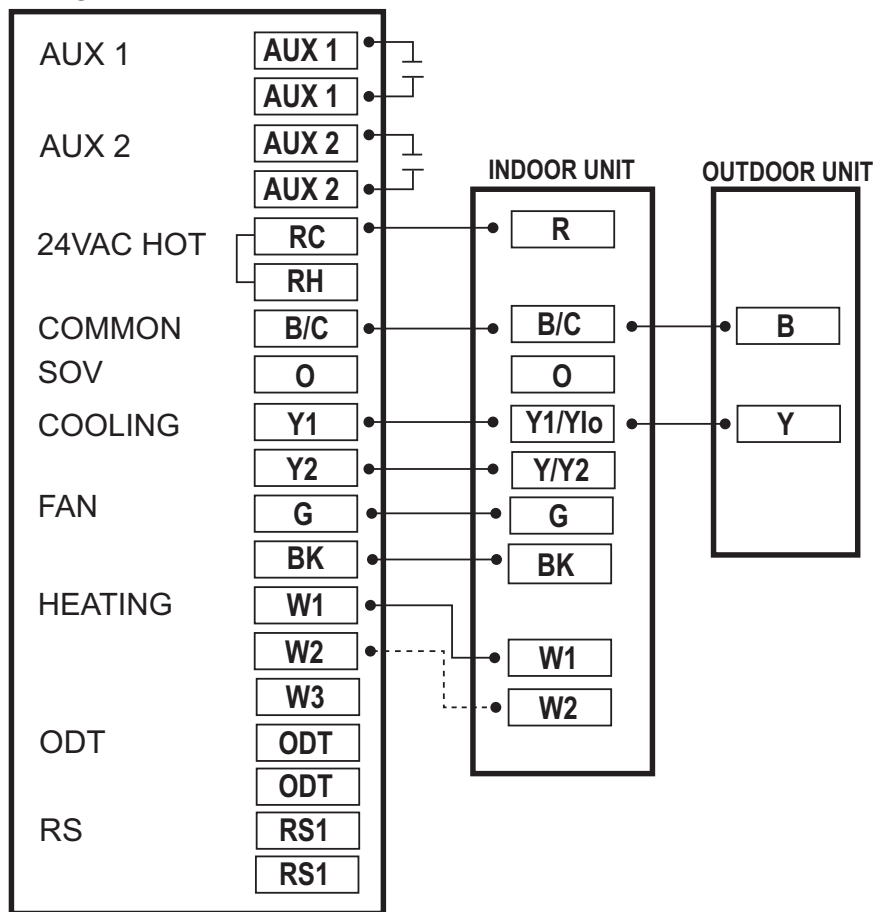 AUX 1 AUX 1
AUX 1
AUX 2 AUX 2
AUX 2
24VAC HOT RC
RH
COMMON B/C
SOV O
COOLING Y1
Y2
FAN G
BK
HEATING W1
W2
W3
ODT ODT
ODT
RS RS1
RS1
INDOOR UNIT
R
B/C
O
Y1/Ylo
Y/Y2
G
BK
W1
W2
OUTDOOR UNIT
B
Y